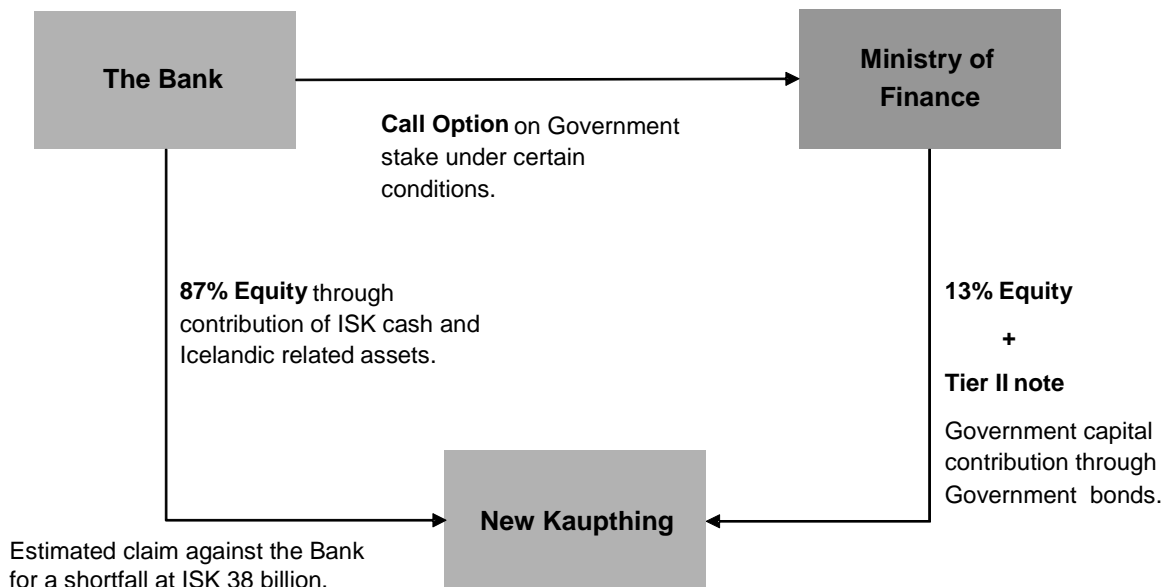 The Bank
Ministry of
Finance
Call Option on Government
stake under certain
conditions.
87% Equity through
contribution of ISK cash and
Icelandic related assets.
13% Equity
+
Tier II note
Government capital
contribution through
Government bonds.
New Kaupthing
Estimated claim against the Bank
for a shortfall at ISK 38 billion.